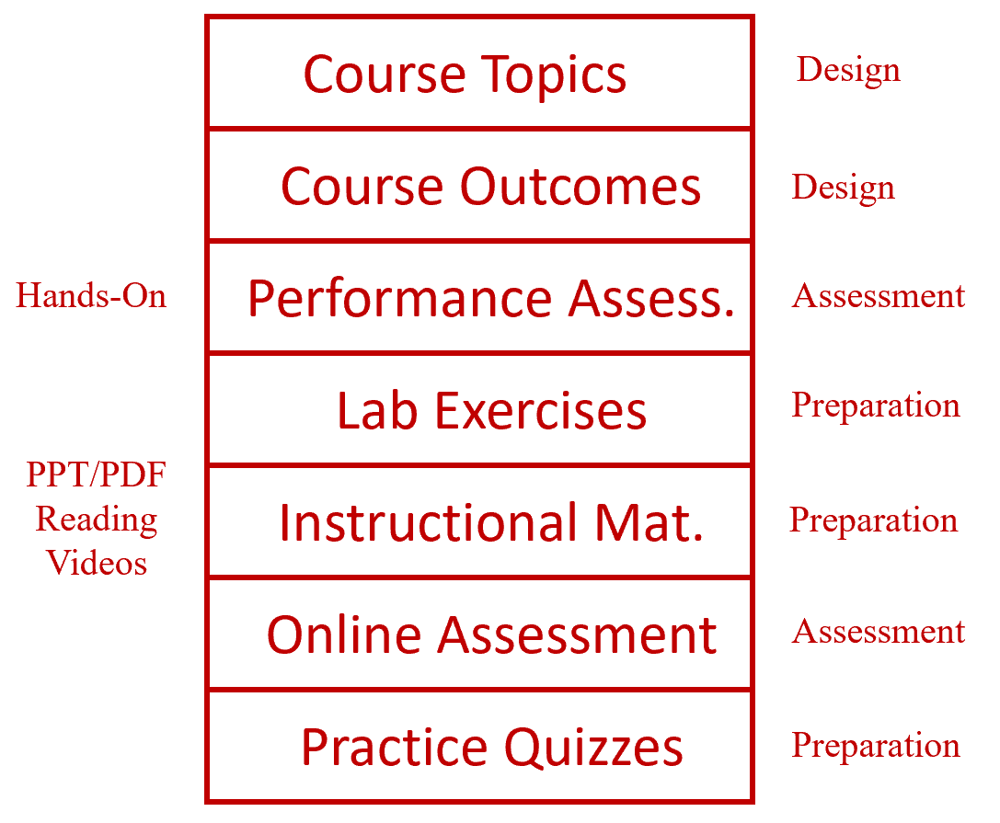 Course Topics
Design
Course Outcomes
Design
Hands-On
Performance Assess.
Assessment
Lab Exercises
Preparation
PPT/PDF
Reading
Videos
Instructional Mat.
Preparation
Online Assessment
Assessment
Practice Quizzes
Preparation